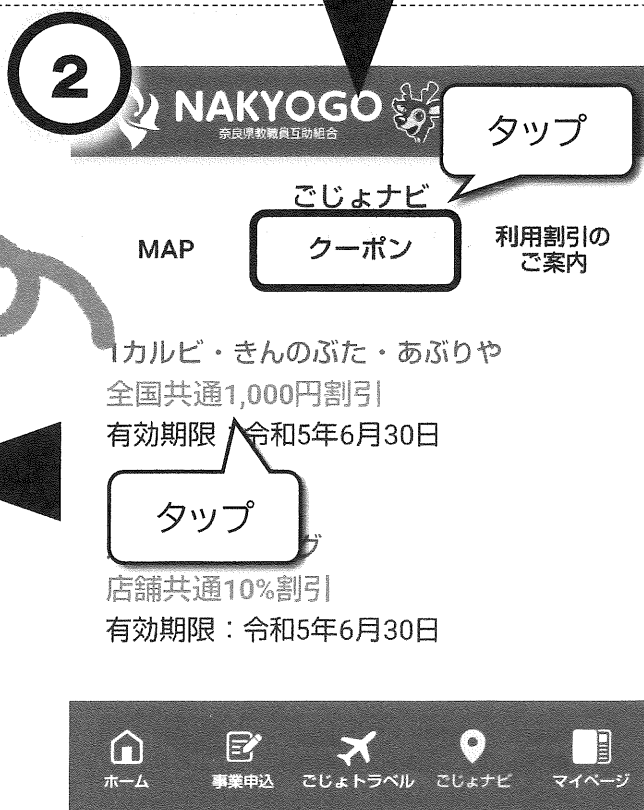 2
NAKYOGO
奈良県教職員互助組合
タップ
ごじょナビ
MAP
クーポン
利用割引の
ご案内
1カルビ・きんのぶた・あぶりや
全国共通1,000円割引
有効期限：令和5年6月30日
タップ
グ
店舗共通10%割引
有効期限：令和5年6月30日
ホーム
事業申込
ごじょトラベル
ごじょナビ
マイページ